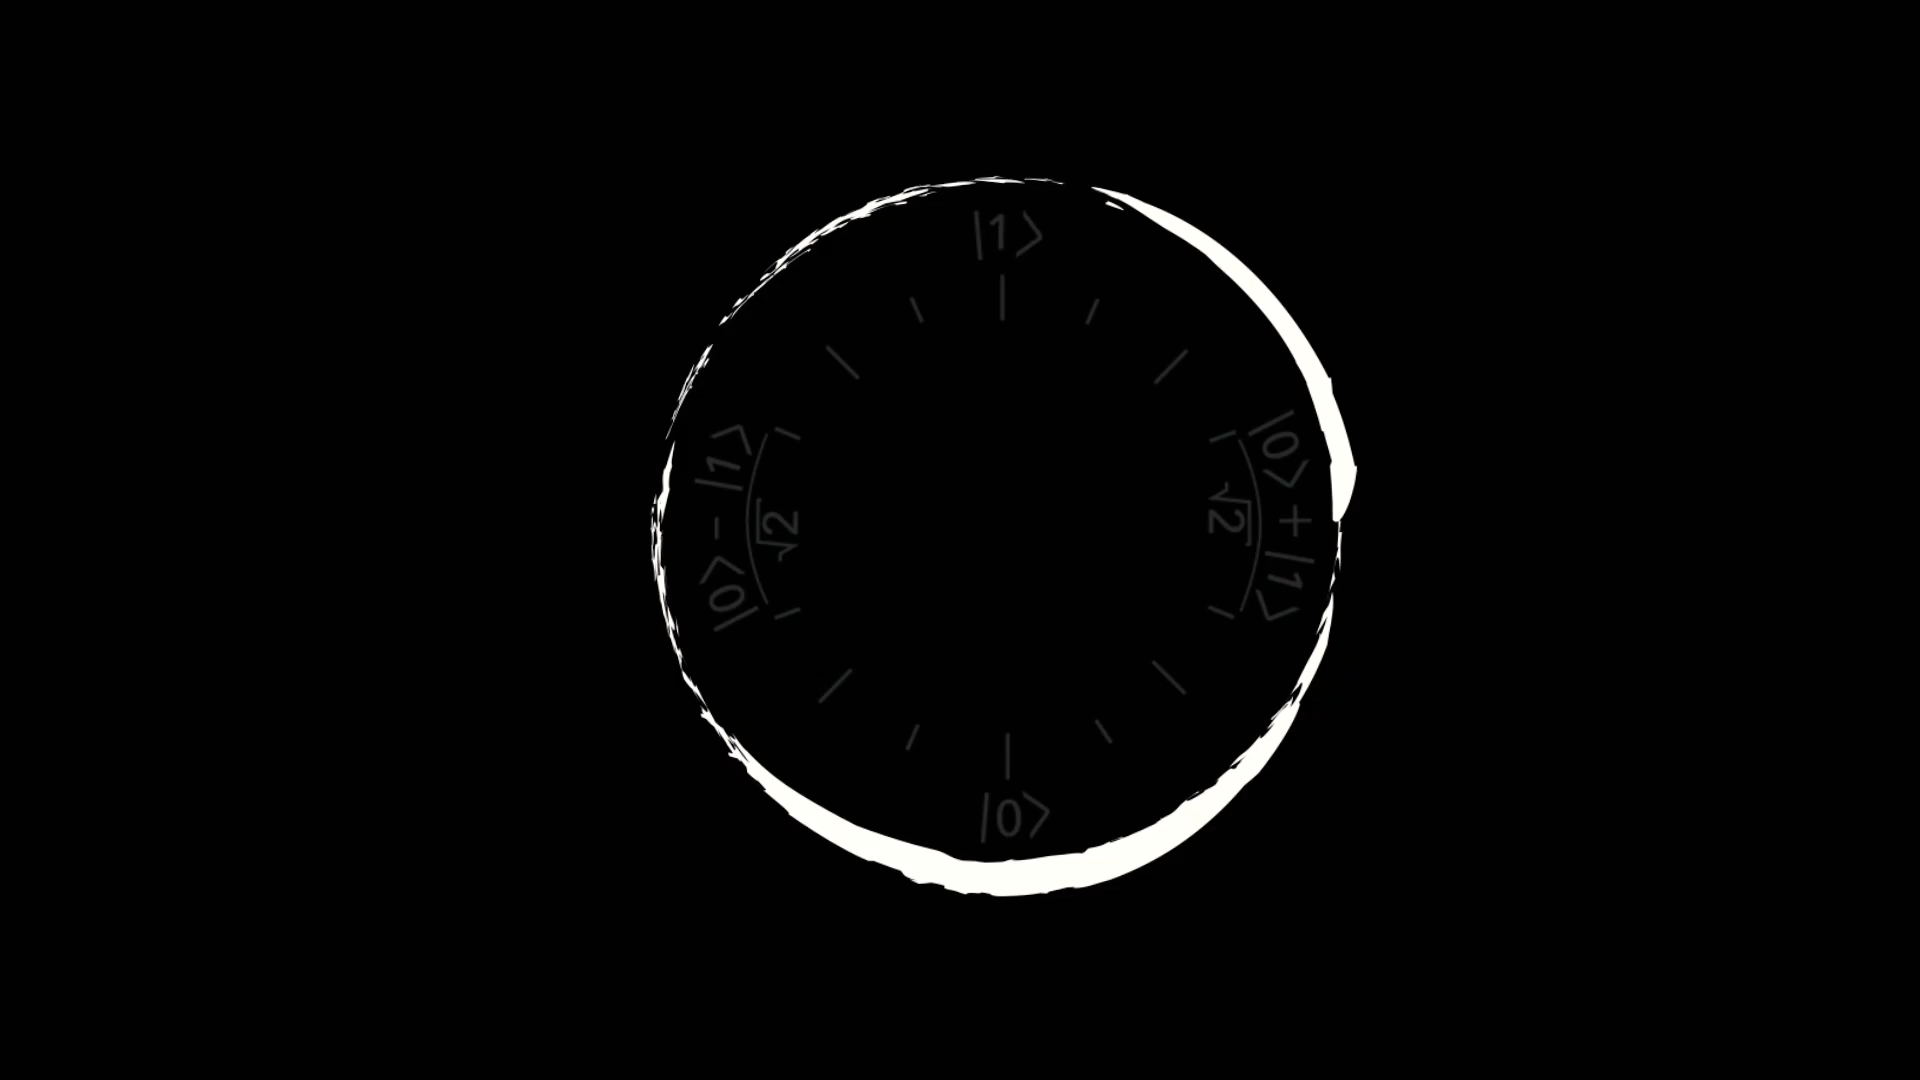 |1⟩
|0⟩ - |1⟩
√2
|0⟩ + |1⟩
√2
|0⟩